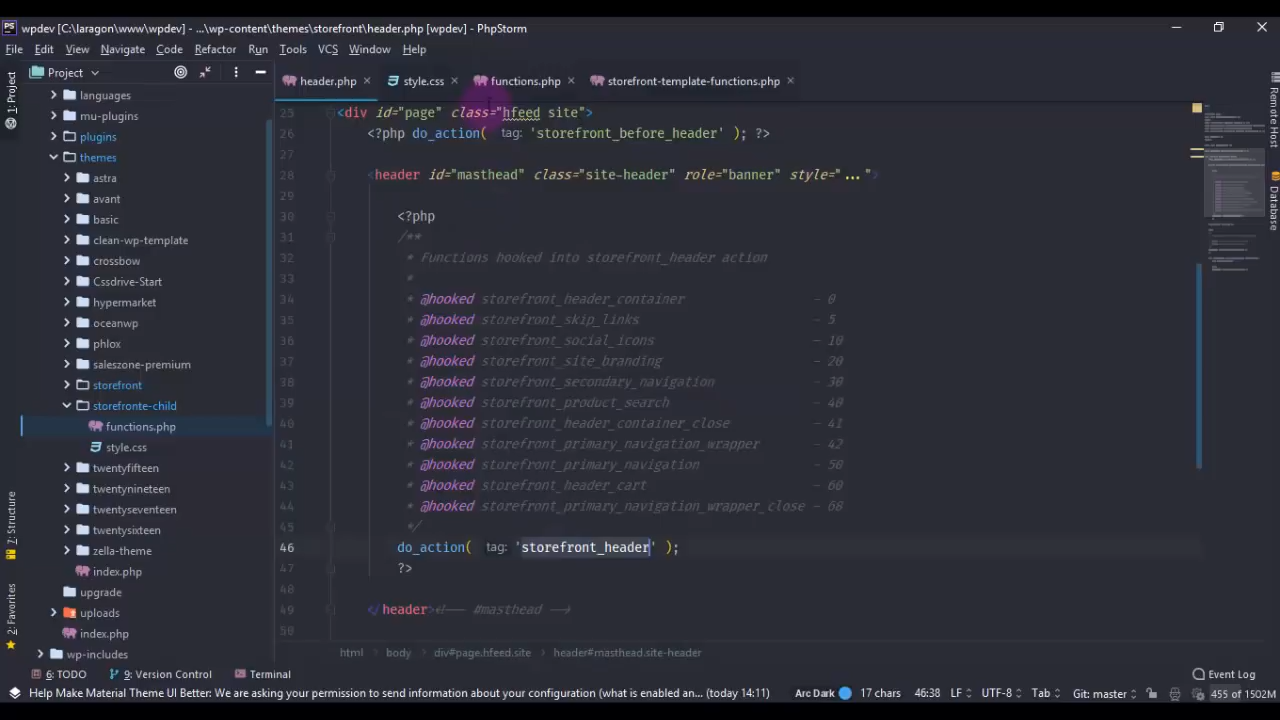 wpdev [C:\laragon\www\wpdev] - ...\wp-content\themes\storefront\header.php [wpdev] - PhpStorm
File Edit View Navigate Code Refactor Run Tools VCS Window Help
Project
header.php
style.css
functions.php
storefront-template-functions.php
1: Project
7: Structure
2: Favorites
Remote Host
Database
languages
mu-plugins
plugins
themes
astra
avant
basic
clean-wp-template
crossbow
Cssdrive-Start
hypermarket
oceanwp
phlox
saleszone-premium
storefront
storefronte-child
functions.php
style.css
twentyfifteen
twentynineteen
twentyseventeen
twentysixteen
zella-theme
index.php
upgrade
uploads
index.php
wp-includes
25 <div id="page" class="hfeed site">
26 <?php do_action( tag: 'storefront_before_header' ); ?>
27
28 <header id="masthead" class="site-header" role="banner" style="...">
29
30 <?php
31 /**
32 * Functions hooked into storefront_header action
33 *
34 * @hooked storefront_header_container - 0
35 * @hooked storefront_skip_links - 5
36 * @hooked storefront_social_icons - 10
37 * @hooked storefront_site_branding - 20
38 * @hooked storefront_secondary_navigation - 30
39 * @hooked storefront_product_search - 40
40 * @hooked storefront_header_container_close - 41
41 * @hooked storefront_primary_navigation_wrapper - 42
42 * @hooked storefront_primary_navigation - 50
43 * @hooked storefront_header_cart - 60
44 * @hooked storefront_primary_navigation_wrapper_close - 68
45 */
46 do_action( tag: 'storefront_header' );
47 ?>
48
49 </header><!-- #masthead -->
50
html body div#page.hfeed.site header#masthead.site-header
6: TODO 9: Version Control Terminal Event Log
Help Make Material Theme UI Better: We are asking your permission to send information about your configuration (what is enabled an... (today 14:11) Arc Dark 17 chars 46:38 LF UTF-8 Tab Git: master 455 of 1502M